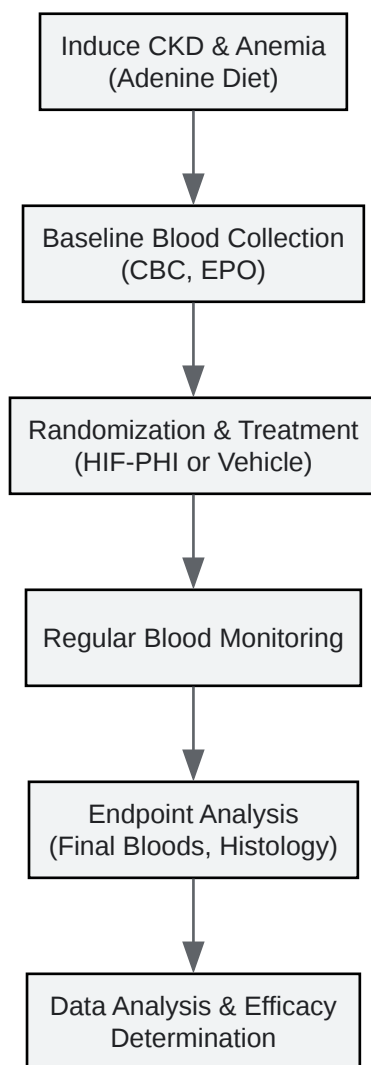 Induce CKD & Anemia
(Adenine Diet)
Baseline Blood Collection
(CBC, EPO)
Randomization & Treatment
(HIF-PHI or Vehicle)
Regular Blood Monitoring
Endpoint Analysis
(Final Bloods, Histology)
Data Analysis & Efficacy
Determination